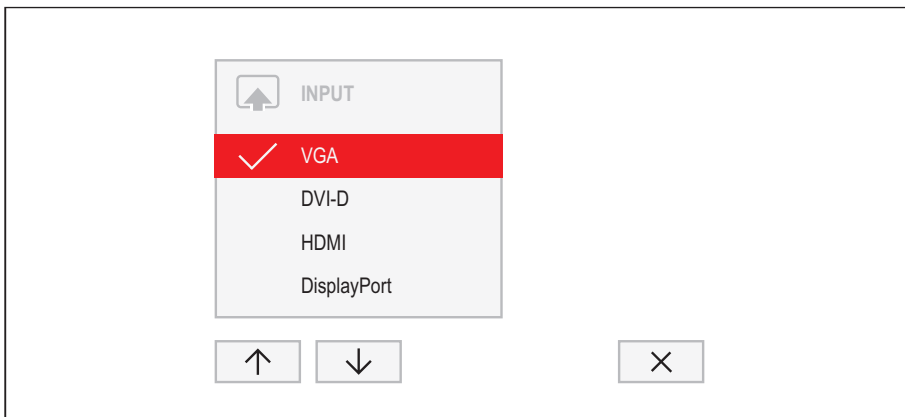 INPUT
VGA
DVI-D
HDMI
DisplayPort